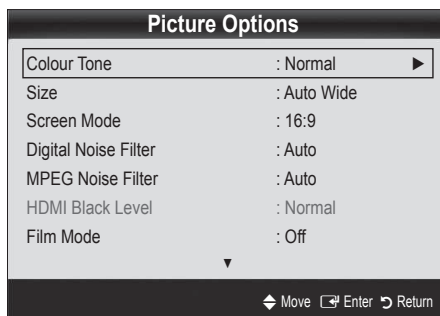 Picture Options
Colour Tone : Normal ►
Size : Auto Wide
Screen Mode : 16:9
Digital Noise Filter : Auto
MPEG Noise Filter : Auto
HDMI Black Level : Normal
Film Mode : Off
▼
Move Enter Return